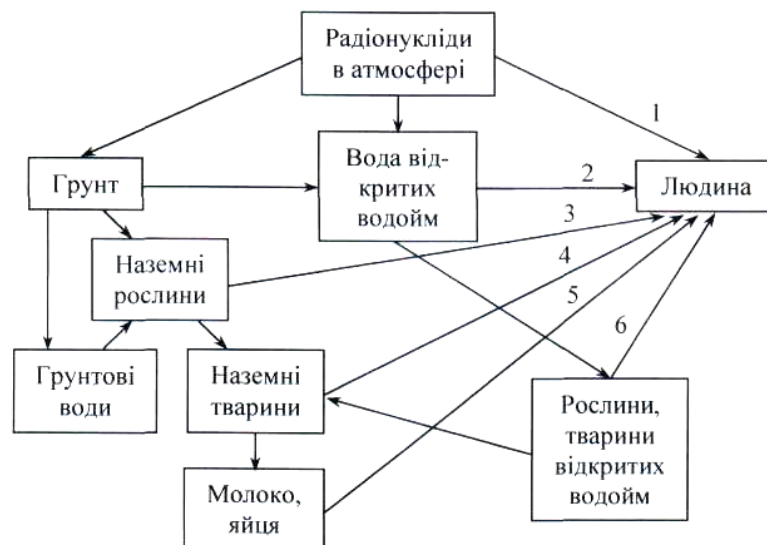 Радіонукліди
в атмосфері
1
Грунт
Вода від-
критих
водойм
2
Людина
3
Наземні
рослини
4
5
6
Грунтові
води
Наземні
тварини
Рослини,
тварини
відкритих
водойм
Молоко,
яйця